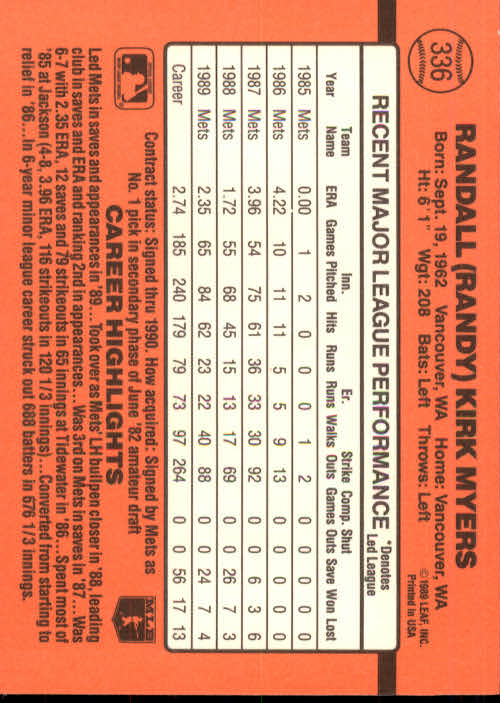 336
RANDALL (RANDY) KIRK MYERS
Born: Sept. 19, 1962 Vancouver, WA Home: Vancouver, WA
Ht: 6'1" Wgt: 208 Bats: Left Throws: Left
©1989 LEAF, INC.
Printed in USA
RECENT MAJOR LEAGUE PERFORMANCE *Denotes Led League
Team Inn. Er. Strike Comp. Shut
Year Name ERA Games Pitched Hits Runs Runs Walks Outs Games Outs Save Won Lost
1985 Mets 0.00 1 2 0 0 0 1 2 0 0 0 0 0
1986 Mets 4.22 10 11 11 5 5 9 13 0 0 0 0 0
1987 Mets 3.96 54 75 61 36 33 30 92 0 0 6 3 6
1988 Mets 1.72 55 68 45 15 13 17 69 0 0 26 7 3
1989 Mets 2.35 65 84 62 23 22 40 88 0 0 24 7 4
Career 2.74 185 240 179 79 73 97 264 0 0 56 17 13
Contract status: Signed thru 1990. How acquired: Signed by Mets as
No. 1 pick in secondary phase of June '82 amateur draft
MLB
CAREER HIGHLIGHTS
Led Mets in saves and appearances in '89...Took over as Mets' LH bullpen closer in '88, leading
club in saves and ERA and ranking 2nd in appearances...Was 3rd on Mets in saves in '87...Was
6-7 with 2.35 ERA, 12 saves and 79 strikeouts in 65 innings at Tidewater in '86...Spent most of
'85 at Jackson (4-8, 3.96 ERA, 116 strikeouts in 120 1/3 innings)...Converted from starting to
relief in '86...In 6-year minor league career struck out 688 batters in 676 1/3 innings.